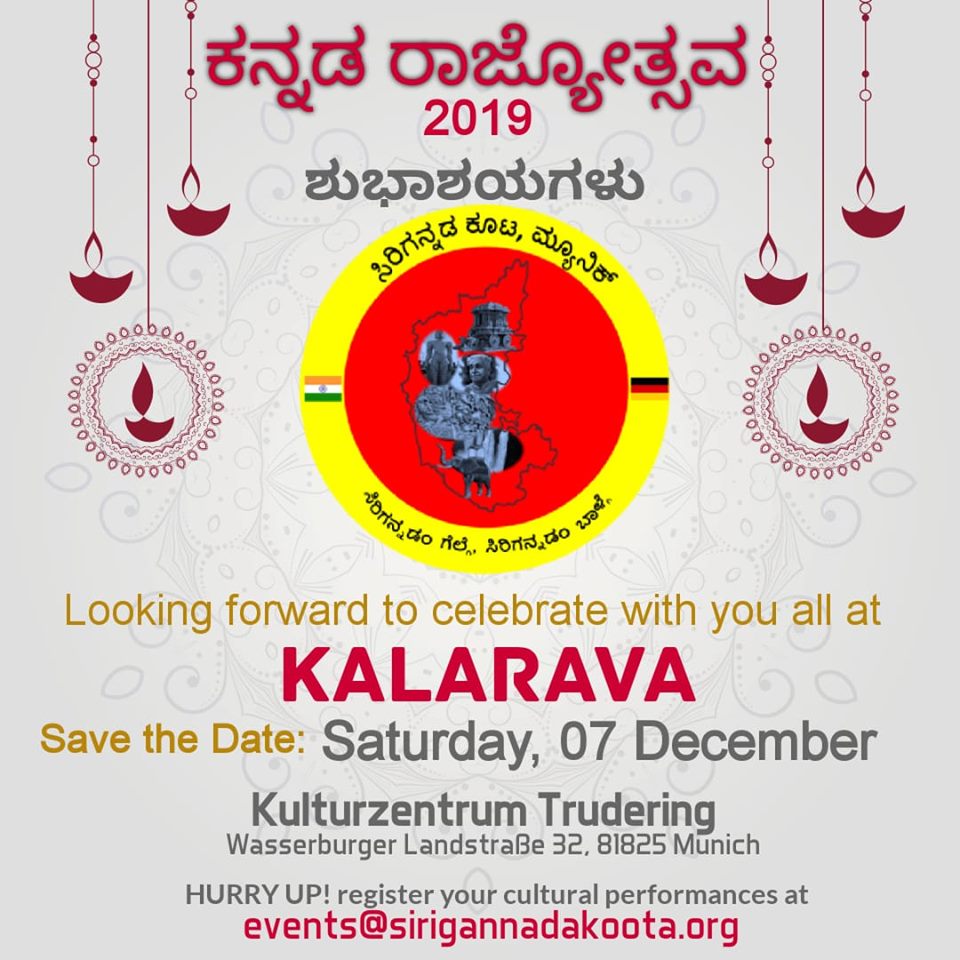 ಕನ್ನಡ ರಾಜ್ಯೋತ್ಸವ
2019
ಶುಭಾಶಯಗಳು
ಸಿರಿಗನ್ನಡ ಕೂಟ, ಮ್ಯೂನಿಕ್
ಸಿರಿಗನ್ನಡಂ ಗೆಲ್ಗೆ, ಸಿರಿಗನ್ನಡಂ ಬಾಳ್ಗೆ
Looking forward to celebrate with you all at
KALARAVA
Save the Date: Saturday, 07 December
Kulturzentrum Trudering
Wasserburger Landstraße 32, 81825 Munich
HURRY UP! register your cultural performances at
events@sirigannadakoota.org